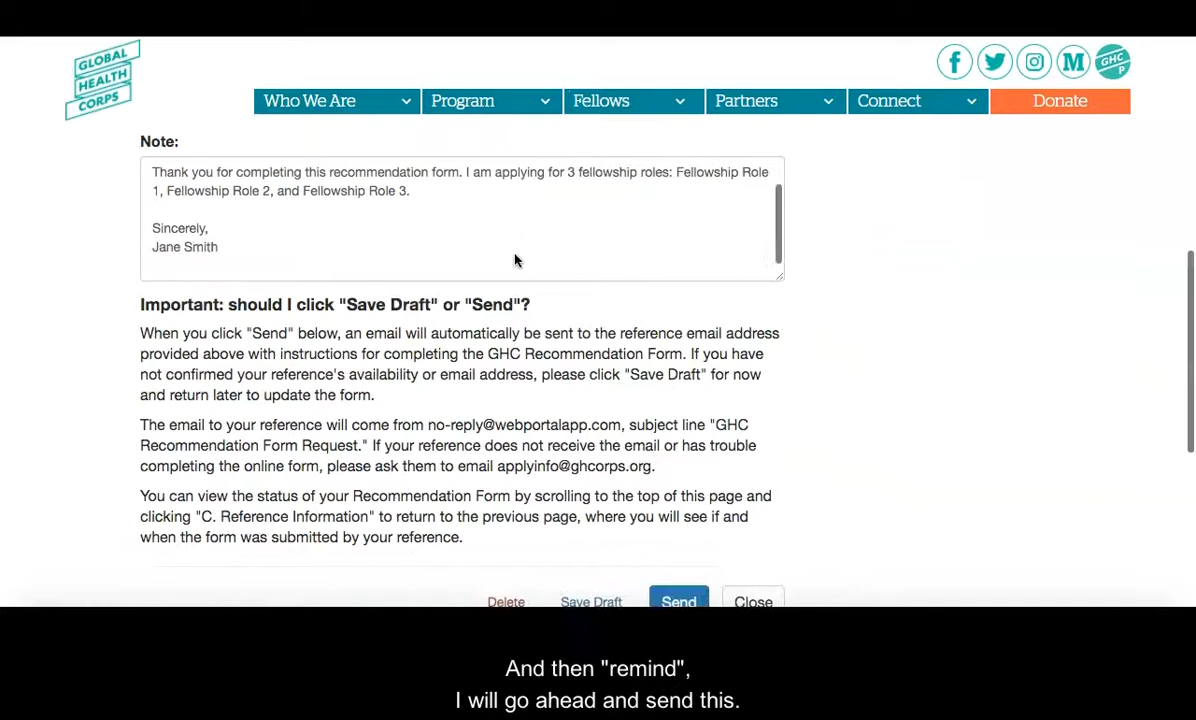 GLOBAL
HEALTH
CORPS
f
M
GHC
P
Who We Are
Program
Fellows
Partners
Connect
Donate
Note:
Thank you for completing this recommendation form. I am applying for 3 fellowship roles: Fellowship Role
1, Fellowship Role 2, and Fellowship Role 3.
Sincerely,
Jane Smith
Important: should I click "Save Draft" or "Send"?
When you click "Send" below, an email will automatically be sent to the reference email address
provided above with instructions for completing the GHC Recommendation Form. If you have
not confirmed your reference's availability or email address, please click "Save Draft" for now
and return later to update the form.
The email to your reference will come from no-reply@webportalapp.com, subject line "GHC
Recommendation Form Request." If your reference does not receive the email or has trouble
completing the online form, please ask them to email applyinfo@ghcorps.org.
You can view the status of your Recommendation Form by scrolling to the top of this page and
clicking "C. Reference Information" to return to the previous page, where you will see if and
when the form was submitted by your reference.
Delete
Save Draft
Send
Close
And then "remind",
I will go ahead and send this.